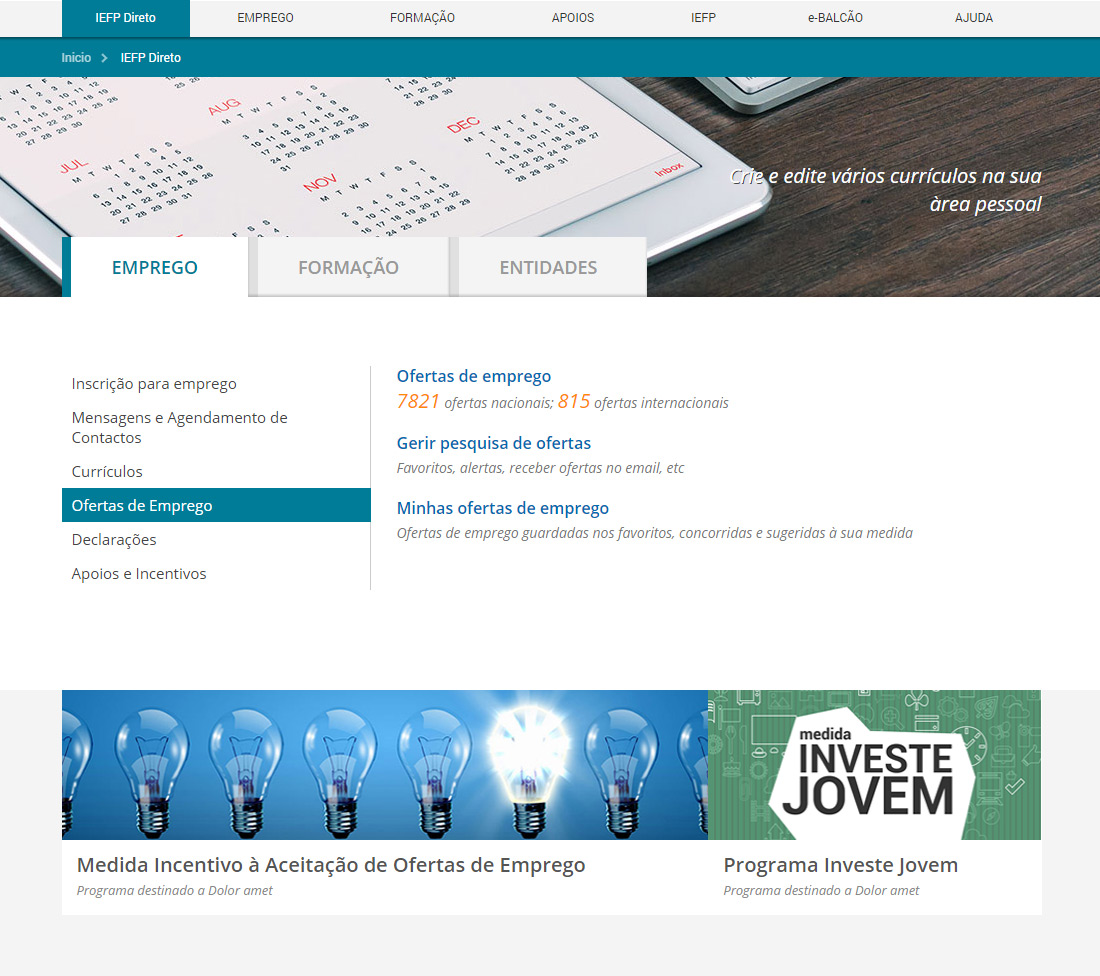 IEFP Direto
EMPREGO
FORMAÇÃO
APOIOS
IEFP
e-BALCÃO
AJUDA
Inicio
IEFP Direto
AUG
JUL
NOV
DEC
Inbox
Crie e edite vários currículos na sua
àrea pessoal
EMPREGO
FORMAÇÃO
ENTIDADES
Inscrição para emprego
Mensagens e Agendamento de
Contactos
Currículos
Ofertas de Emprego
Declarações
Apoios e Incentivos
Ofertas de emprego
7821 ofertas nacionais; 815 ofertas internacionais
Gerir pesquisa de ofertas
Favoritos, alertas, receber ofertas no email, etc
Minhas ofertas de emprego
Ofertas de emprego guardadas nos favoritos, concorridas e sugeridas à sua medida
medida
INVESTE
JOVEM
Medida Incentivo à Aceitação de Ofertas de Emprego
Programa destinado a Dolor amet
Programa Investe Jovem
Programa destinado a Dolor amet